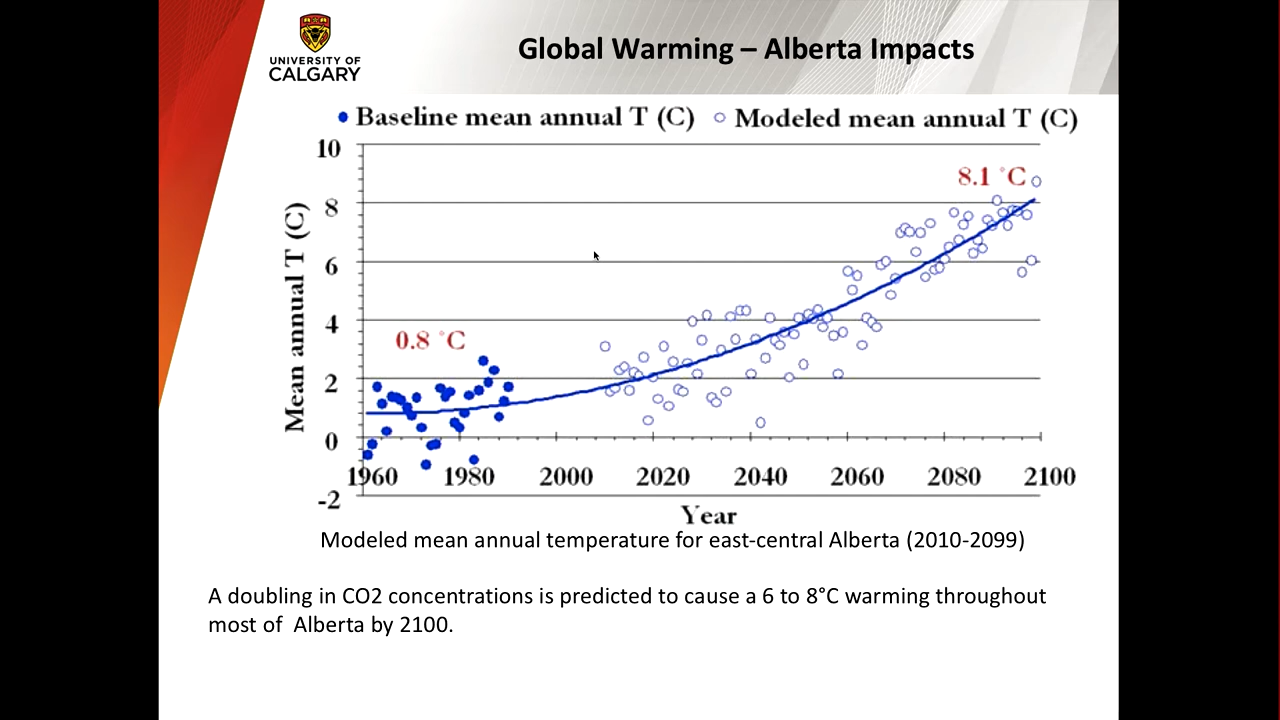 UNIVERSITY OF
CALGARY
Global Warming – Alberta Impacts
Baseline mean annual T (C) Modeled mean annual T (C)
10
8
6
4
2
0
-2
Mean annual T (C)
0.8 °C
8.1 °C
1960 1980 2000 2020 2040 2060 2080 2100
Year
Modeled mean annual temperature for east-central Alberta (2010-2099)
A doubling in CO2 concentrations is predicted to cause a 6 to 8°C warming throughout
most of  Alberta by 2100.